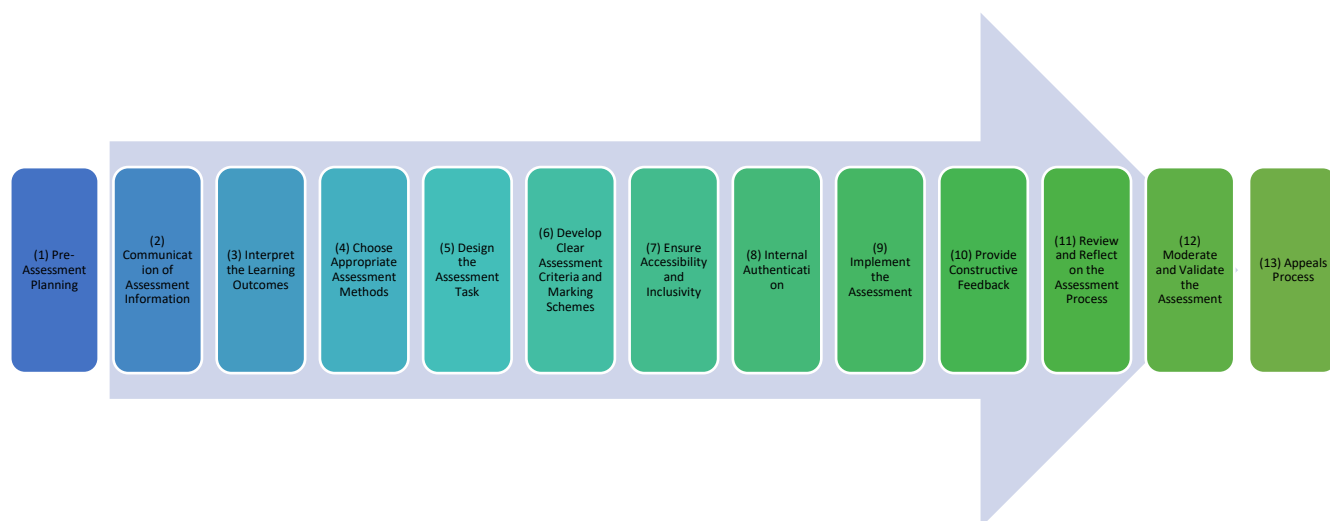 (1) Pre-
Assessment
Planning
(2)
Communicat
ion of
Assessment
Information
(3) Interpret
the Learning
Outcomes
(4) Choose
Appropriate
Assessment
Methods
(5) Design
the
Assessment
Task
(6) Develop
Clear
Assessment
Criteria and
Marking
Schemes
(7) Ensure
Accessibility
and
Inclusivity
(8) Internal
Authenticati
on
(9)
Implement
the
Assessment
(10) Provide
Constructive
Feedback
(11) Review
and Reflect
on the
Assessment
Process
(12)
Moderate
and Validate
the
Assessment
(13) Appeals
Process